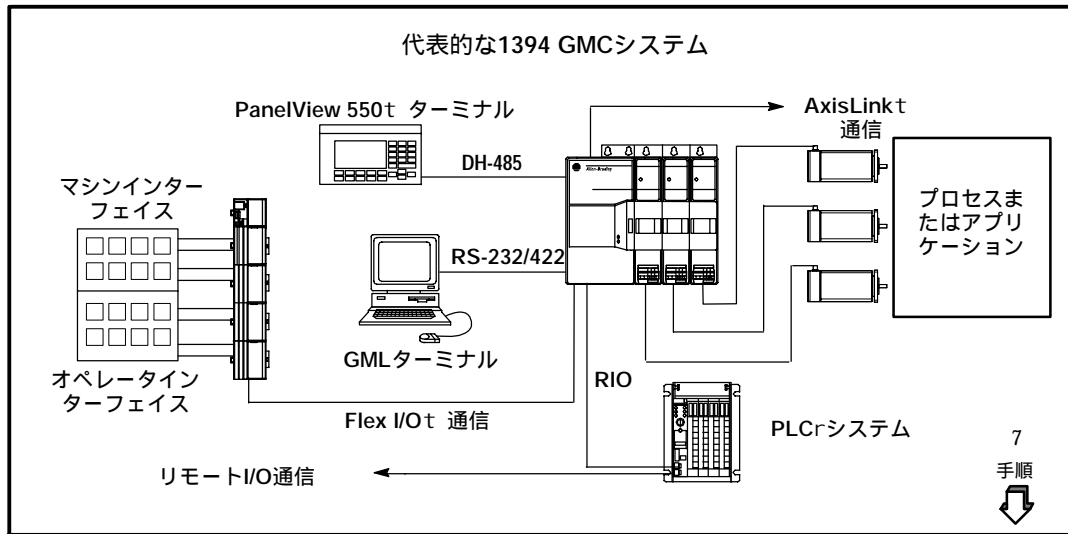 代表的な1394 GMCシステム
PanelView 550t ターミナル
AxisLinkt
通信
DH-485
Allen-Bradley
マシンインター
フェイス
プロセスま
たはアプリ
ケーション
RS-232/422
GMLターミナル
オペレータイン
ターフェイス
RIO
Flex I/Ot 通信
PLCrシステム
リモートI/O通信
7
手順